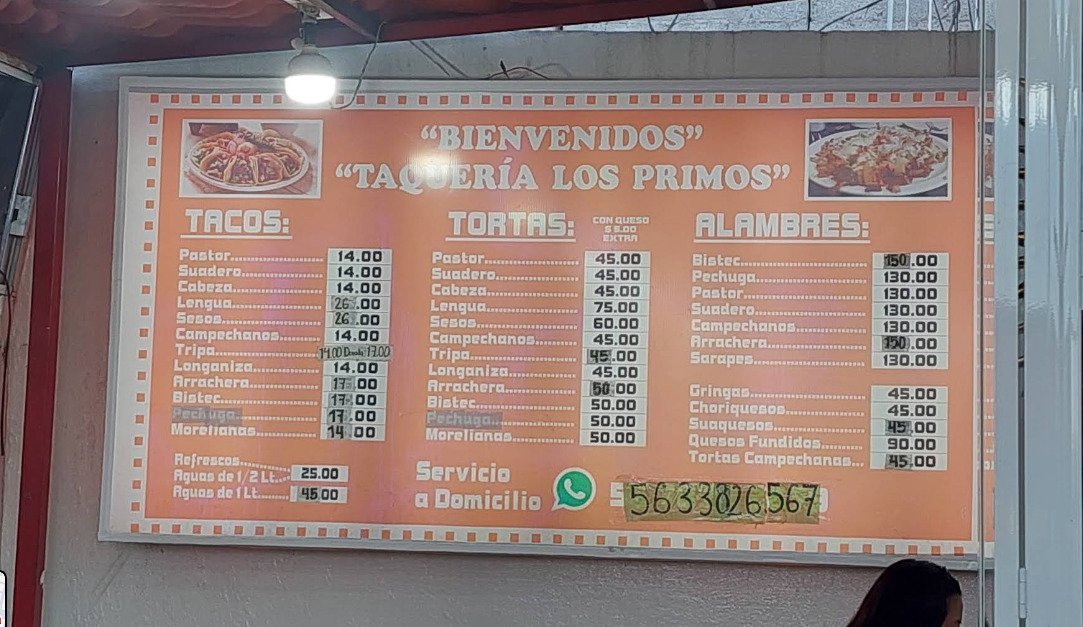 “BIENVENIDOS”
“TAQUERÍA LOS PRIMOS”
TACOS:
Pastor 14.00
Suadero 14.00
Cabeza 14.00
Lengua 26.00
Sesos 26.00
Campechanos 14.00
Tripa 14.00 Dorada 17.00
Longaniza 14.00
Arrachera 17.00
Bistec 17.00
Pechuga 17.00
Morelianas 14.00
Refrescos
Aguas de 1/2 Lt. 25.00
Aguas de 1 Lt. 45.00
TORTAS:
CON QUESO
$ 5.00
EXTRA
Pastor 45.00
Suadero 45.00
Cabeza 45.00
Lengua 75.00
Sesos 60.00
Campechanos 45.00
Tripa 45.00
Longaniza 45.00
Arrachera 50.00
Bistec 50.00
Pechuga 50.00
Morelianas 50.00
Servicio
a Domicilio
5633826567
ALAMBRES:
Bistec 150.00
Pechuga 130.00
Pastor 130.00
Suadero 130.00
Campechanos 130.00
Arrachera 150.00
Sarapes 130.00
Gringas 45.00
Choriquesos 45.00
Suaquesos 45.00
Quesos Fundidos 90.00
Tortas Campechanas... 45.00